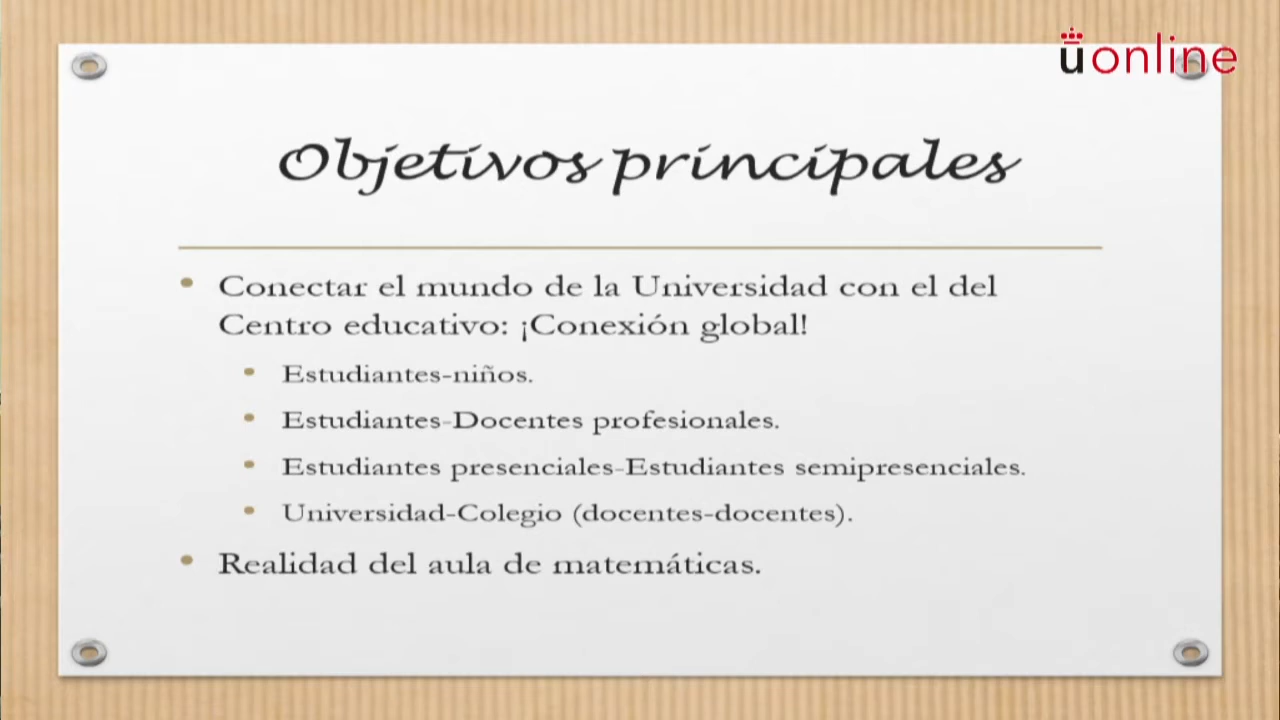 ūonline
Objetivos principales
• Conectar el mundo de la Universidad con el del
Centro educativo: ¡Conexión global!
• Estudiantes-niños.
• Estudiantes-Docentes profesionales.
• Estudiantes presenciales-Estudiantes semipresenciales.
• Universidad-Colegio (docentes-docentes).
• Realidad del aula de matemáticas.